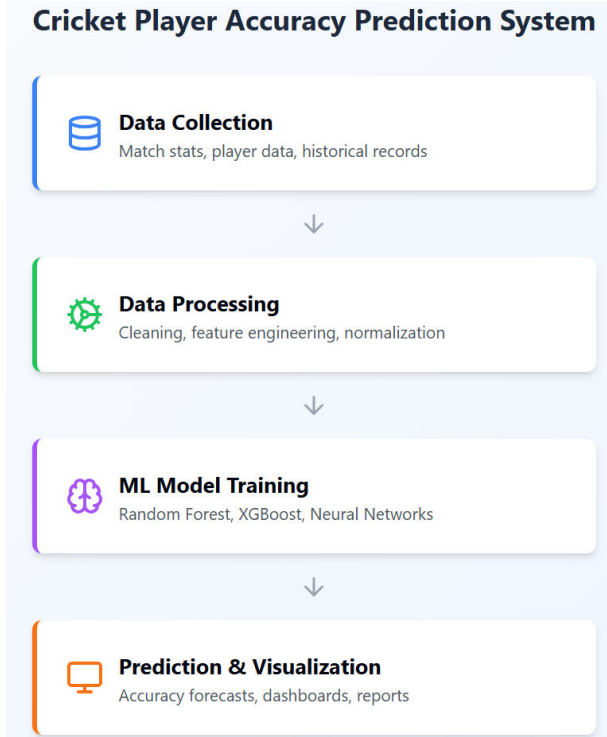 Cricket Player Accuracy Prediction System
Data Collection
Match stats, player data, historical records
Data Processing
Cleaning, feature engineering, normalization
ML Model Training
Random Forest, XGBoost, Neural Networks
Prediction & Visualization
Accuracy forecasts, dashboards, reports